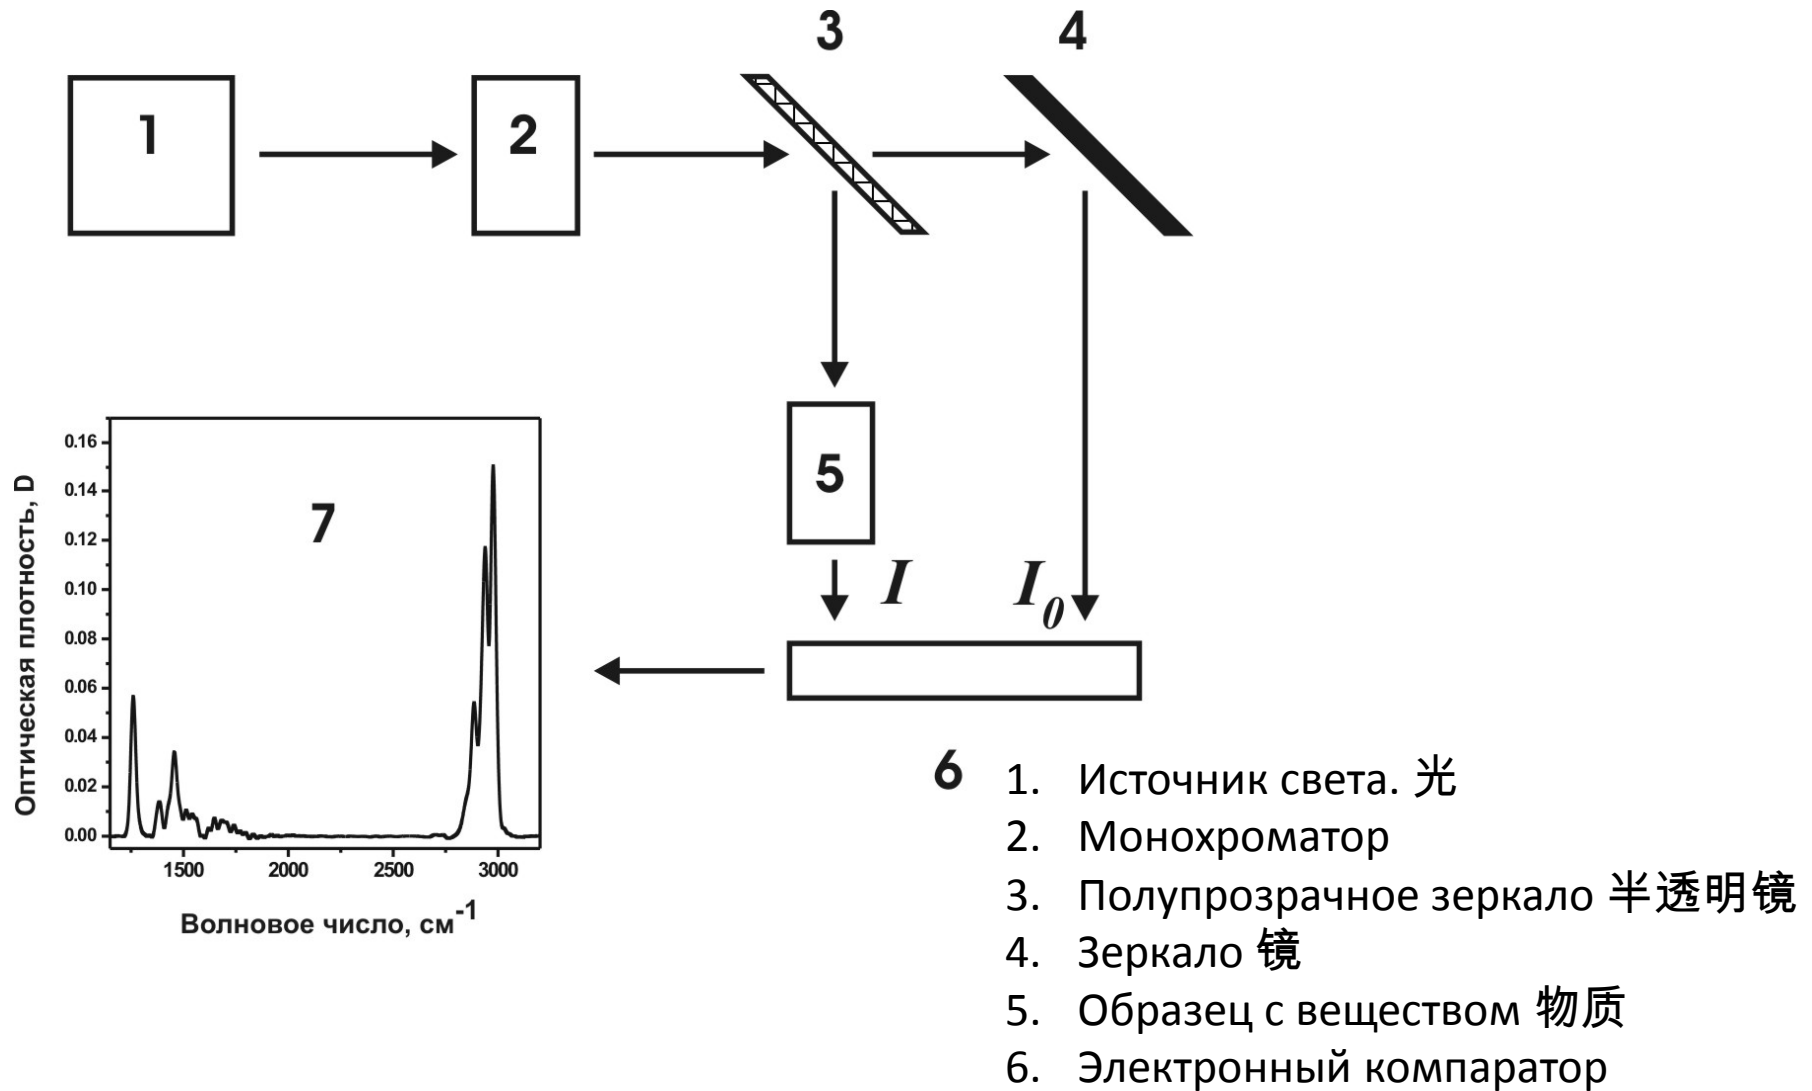 3
4
1
2
5
I
I0
7
0.16
0.14
0.12
0.10
0.08
0.06
0.04
0.02
0.00
Оптическая плотность, D
1500 2000 2500 3000
Волновое число, см-1
6
1. Источник света. 光
2. Монохроматор
3. Полупрозрачное зеркало 半透明镜
4. Зеркало 镜
5. Образец с веществом 物质
6. Электронный компаратор